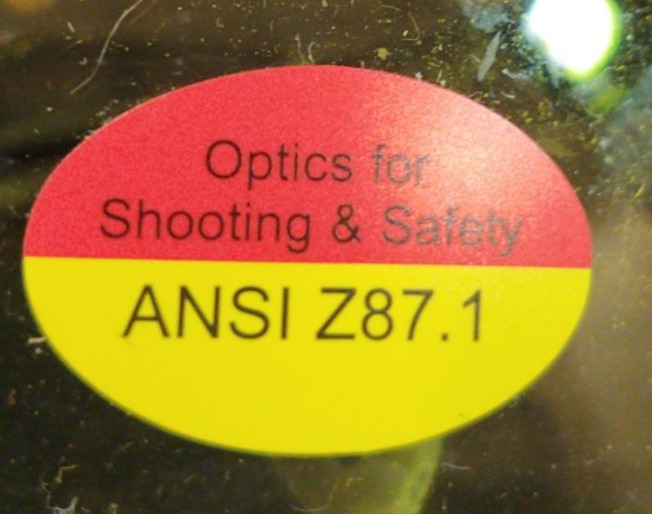 Optics for
Shooting & Safety
ANSI Z87.1